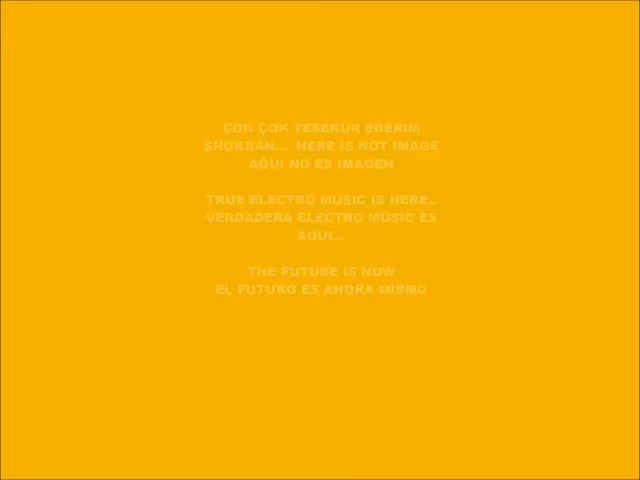 ÇOK ÇOK TESEKUR EDERIM
SHOKRAN... HERE IS NOT IMAGE
AQUI NO ES IMAGEN
TRUE ELECTRO MUSIC IS HERE..
VERDADERA ELECTRO MUSIC ES
AQUI...
THE FUTURE IS NOW
EL FUTURO ES AHORA MISMO